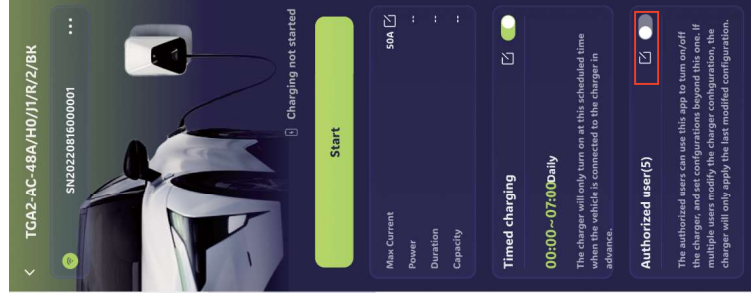 TGA2-AC-48A/H0/J1/R/2/BK
SN20220816000001
Charging not started
Start
Max Current 50A
Power --
Duration --
Capacity --
Timed charging
00:00~07:00Daily
The charger will only turn on at this scheduled time
when the vehicle is connected to the charger in
advance.
Authorized user(5)
The authorized users can use this app to turn on/off
the charger, and set confgurations beyond this one. If
multiple users modify the charger conhguration, the
charger will only apply the last modifed configuration.